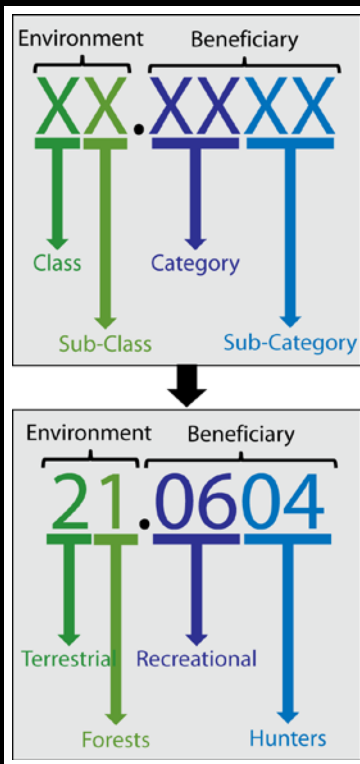 Environment Beneficiary
XX.XXXX
Class Category
Sub-Class Sub-Category
Environment Beneficiary
21.0604
Terrestrial Recreational
Forests Hunters